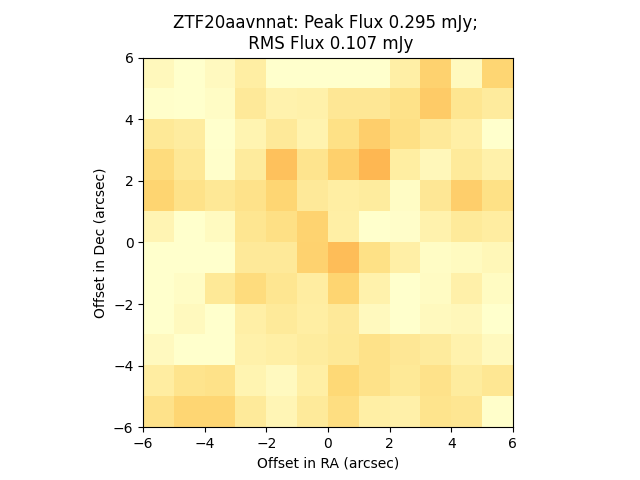 ZTF20aavnnat: Peak Flux 0.295 mJy;
RMS Flux 0.107 mJy
6
4
2
0
−2
−4
−6
Offset in Dec (arcsec)
−6 −4 −2 0 2 4 6
Offset in RA (arcsec)